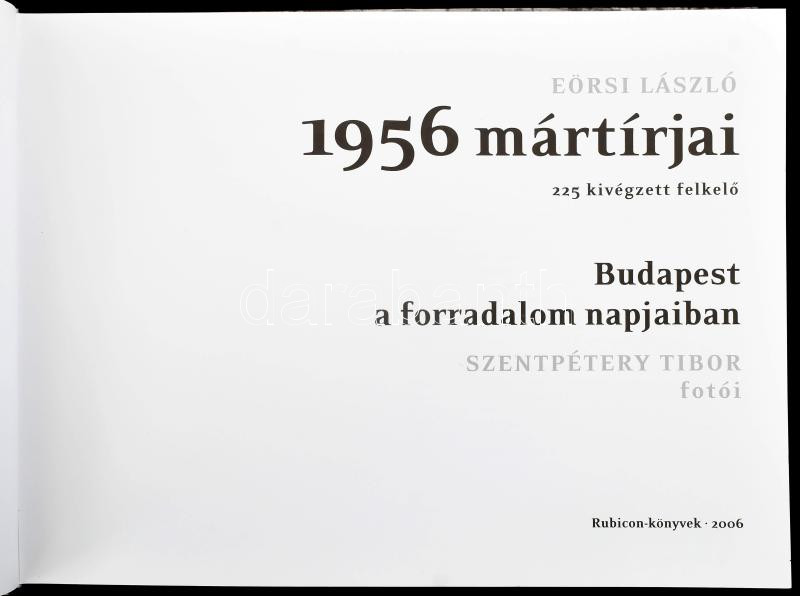 EÖRSI LÁSZLÓ
1956 mártírjai
225 kivégzett felkelő
Budapest
a forradalom napjaiban
SZENTPÉTERY TIBOR
fotói
Rubicon-könyvek · 2006